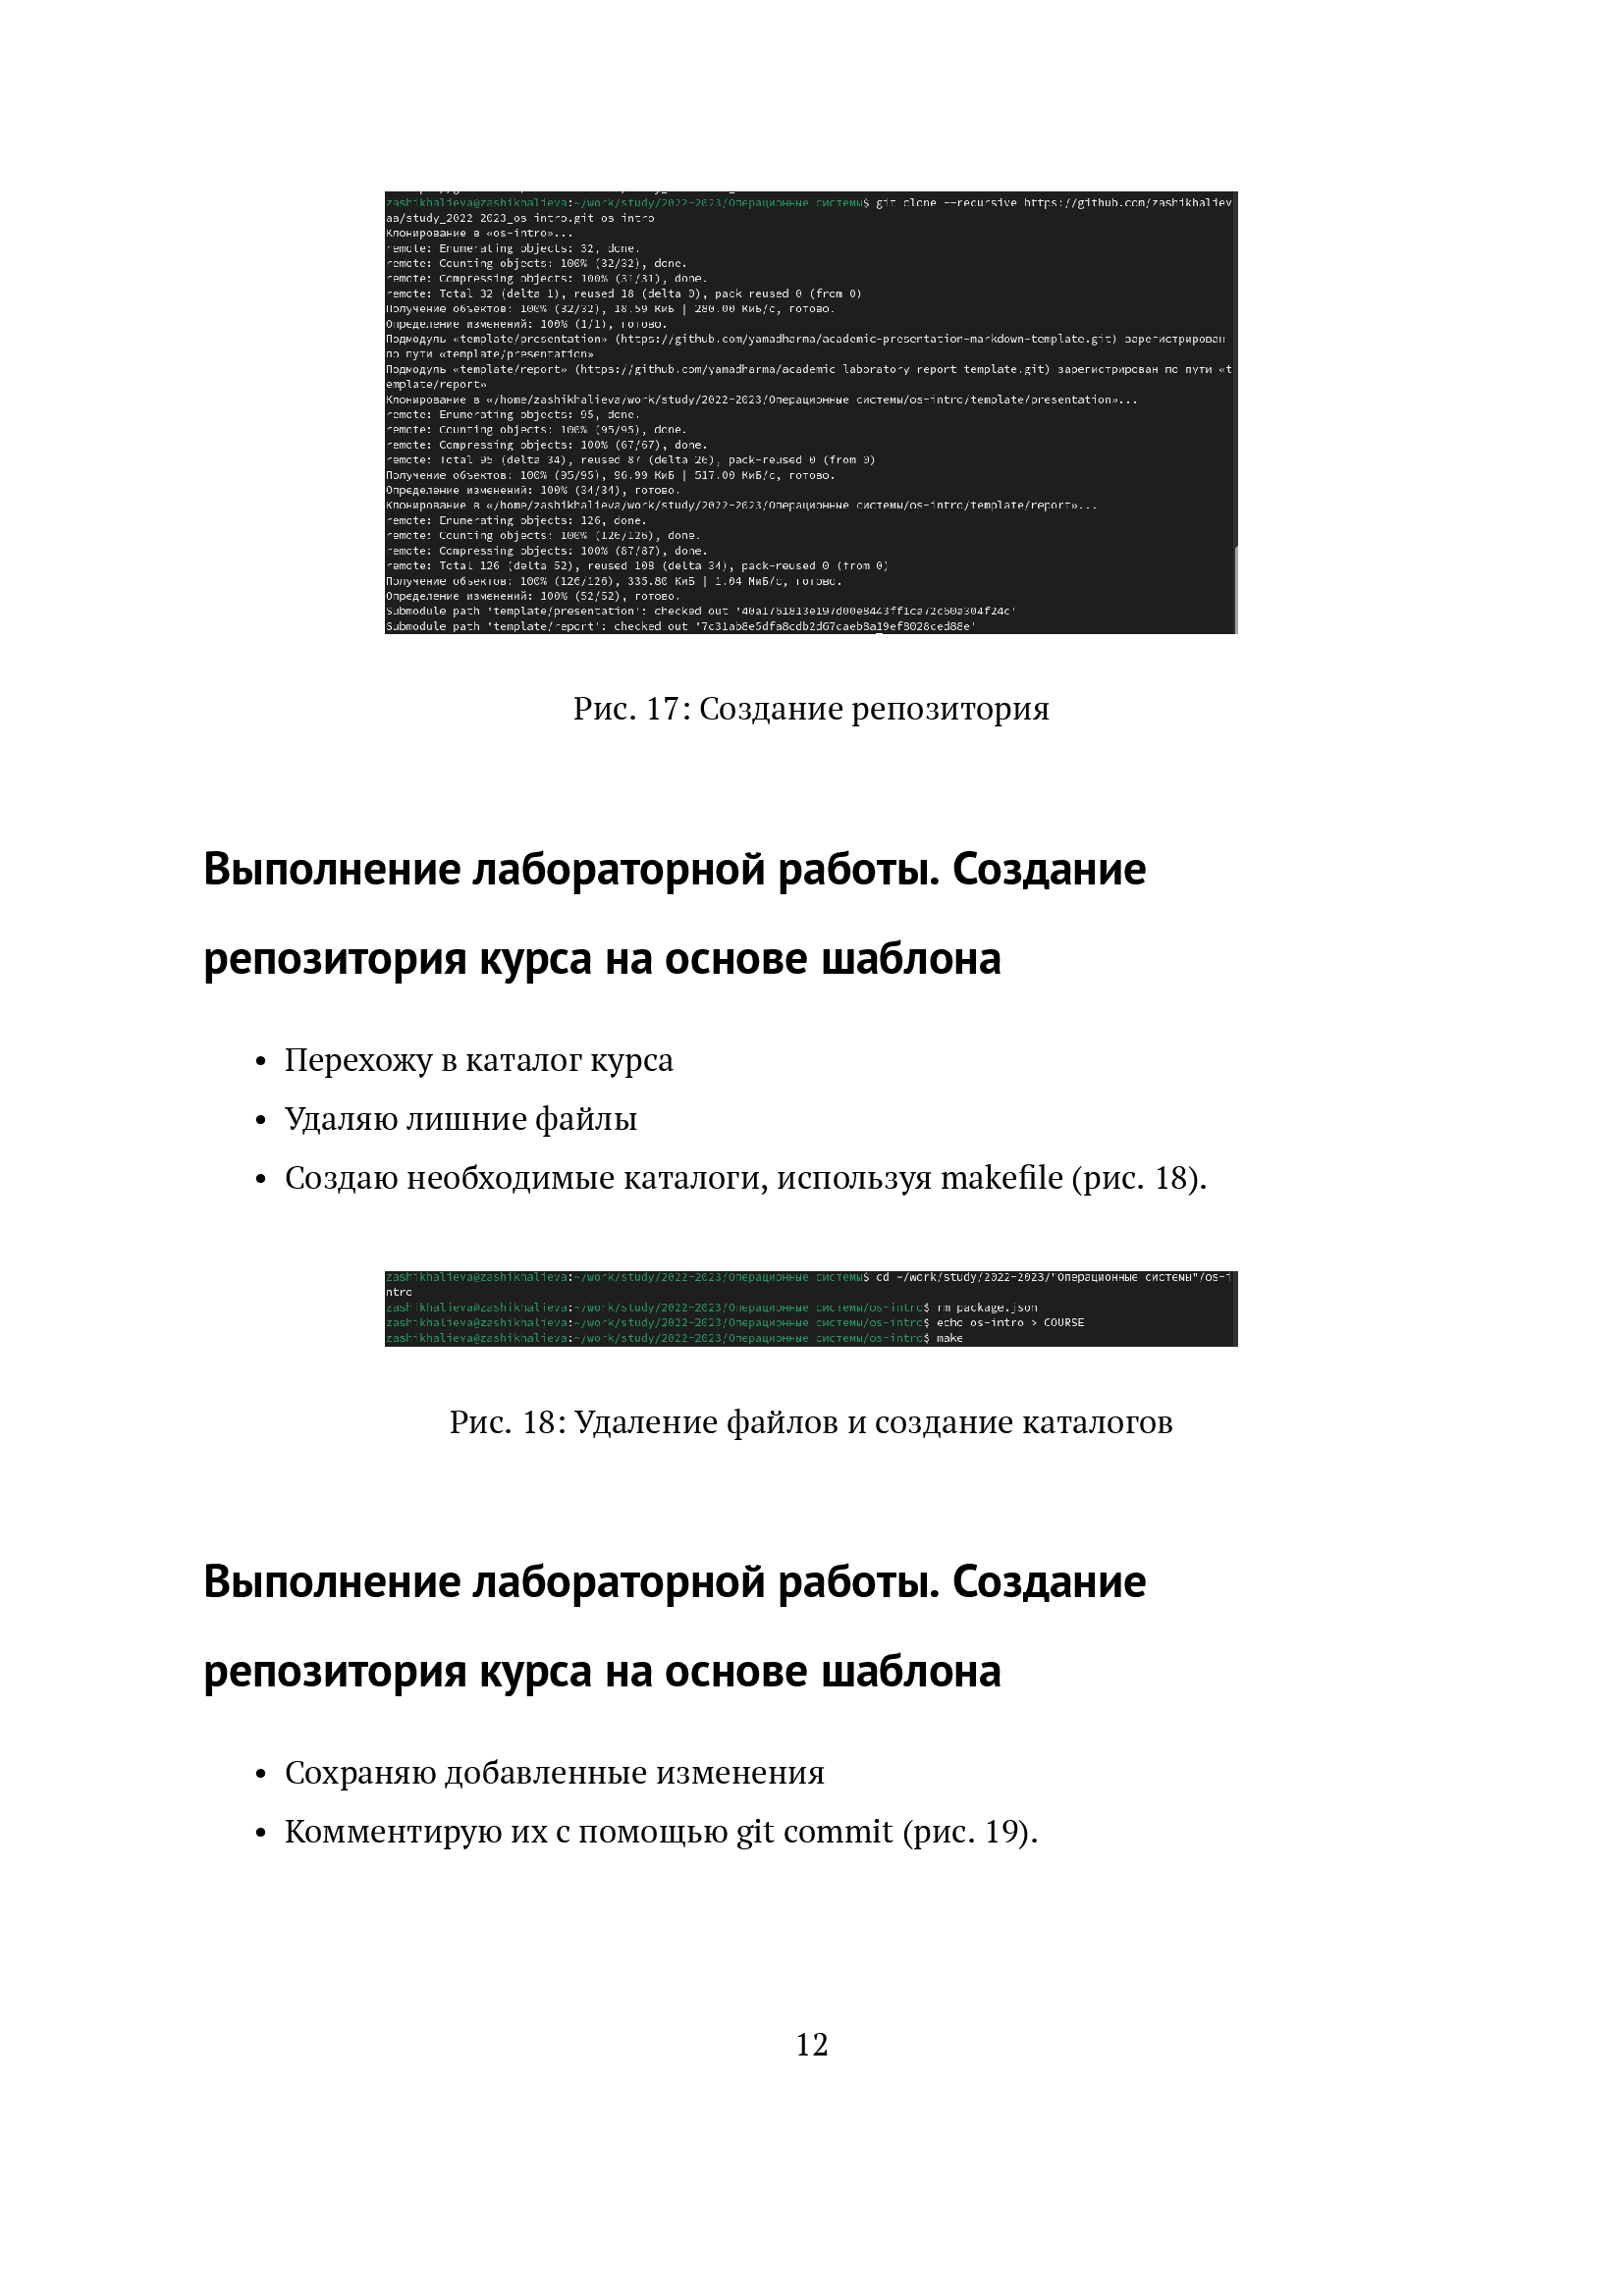 zashikhalieva@zashikhalieva:~/work/study/2022-2023/Операционные системы$ git clone --recursive https://github.com/zashikhaliev
aa/study_2022 2023_os intro.git os intro
Клонирование в «os-intro»...
remote: Enumerating objects: 32, done.
remote: Counting objects: 100% (32/32), done.
remote: Compressing objects: 100% (31/31), done.
remote: Total 32 (delta 1), reused 18 (delta 0), pack reused 0 (from 0)
Получение объектов: 100% (32/32), 18.59 КиБ | 280.00 КиБ/с, готово.
Определение изменений: 100% (1/1), готово.
Подмодуль «template/presentation» (https://github.com/yamadharma/academic-presentation-markdown-template.git) зарегистрирован
по пути «template/presentation»
Подмодуль «template/report» (https://github.com/yamadharma/academic laboratory report template.git) зарегистрирован по пути «t
emplate/report»
Клонирование в «/home/zashikhalieva/work/study/2022-2023/Операционные системы/os-intro/template/presentation»...
remote: Enumerating objects: 95, done.
remote: Counting objects: 100% (95/95), done.
remote: Compressing objects: 100% (67/67), done.
remote: Total 95 (delta 34), reused 87 (delta 26), pack-reused 0 (from 0)
Получение объектов: 100% (95/95), 96.99 КиБ | 517.00 КиБ/с, готово.
Определение изменений: 100% (34/34), готово.
Клонирование в «/home/zashikhalieva/work/study/2022-2023/Операционные системы/os-intro/template/report»...
remote: Enumerating objects: 126, done.
remote: Counting objects: 100% (126/126), done.
remote: Compressing objects: 100% (87/87), done.
remote: Total 126 (delta 52), reused 108 (delta 34), pack-reused 0 (from 0)
Получение объектов: 100% (126/126), 335.80 КиБ | 1.04 МиБ/с, готово.
Определение изменений: 100% (52/52), готово.
Submodule path 'template/presentation': checked out '40a1761813e197d00e8443ff1ca72c60a304f24c'
Submodule path 'template/report': checked out '7c31ab8e5dfa8cdb2d67caeb8a19ef8028ced88e'
Рис. 17: Создание репозитория
Выполнение лабораторной работы. Создание
репозитория курса на основе шаблона
• Перехожу в каталог курса
• Удаляю лишние файлы
• Создаю необходимые каталоги, используя makefile (рис. 18).
zashikhalieva@zashikhalieva:~/work/study/2022-2023/Операционные системы$ cd ~/work/study/2022-2023/"Операционные системы"/os-i
ntro
zashikhalieva@zashikhalieva:~/work/study/2022-2023/Операционные системы/os-intro$ rm package.json
zashikhalieva@zashikhalieva:~/work/study/2022-2023/Операционные системы/os-intro$ echo os-intro > COURSE
zashikhalieva@zashikhalieva:~/work/study/2022-2023/Операционные системы/os-intro$ make
Рис. 18: Удаление файлов и создание каталогов
Выполнение лабораторной работы. Создание
репозитория курса на основе шаблона
• Сохраняю добавленные изменения
• Комментирую их с помощью git commit (рис. 19).
12